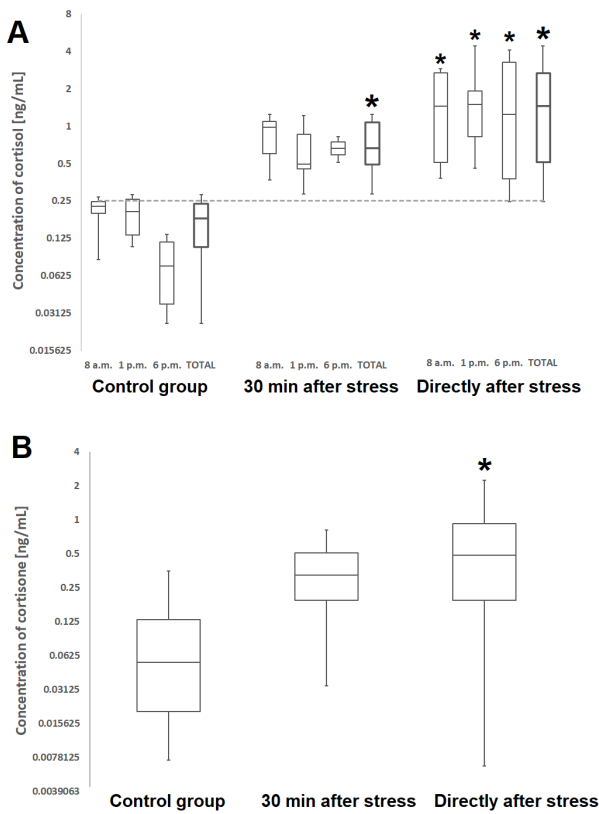 A
Concentration of cortisol [ng/mL]
8
4
2
1
0.5
0.25
0.125
0.0625
0.03125
0.015625
* * * * *
8 a.m. 1 p.m. 6 p.m. TOTAL 8 a.m. 1 p.m. 6 p.m. TOTAL 8 a.m. 1 p.m. 6 p.m. TOTAL
Control group 30 min after stress Directly after stress
B
Concentration of cortisone [ng/mL]
4
2
1
0.5
0.25
0.125
0.0625
0.03125
0.015625
0.0078125
0.0039063
*
Control group 30 min after stress Directly after stress